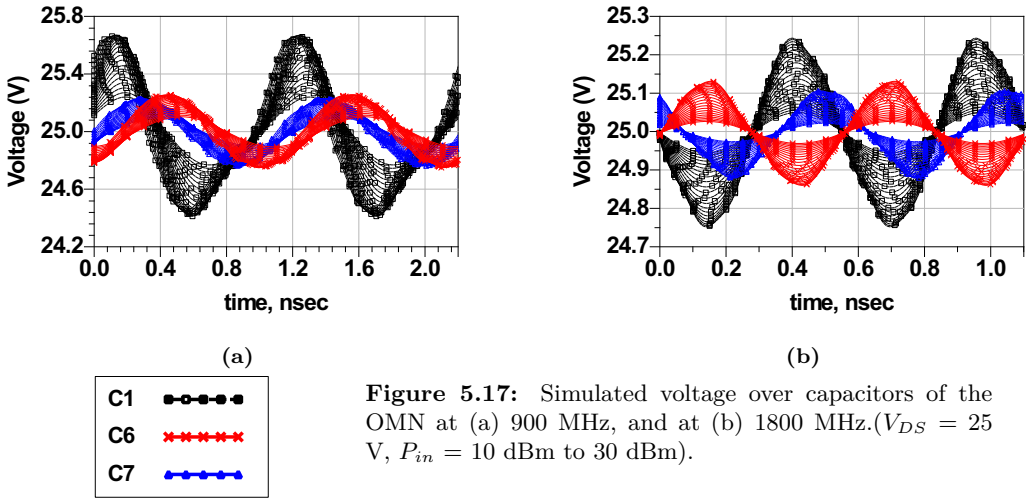 25.8
25.4
25.0
24.6
24.2
Voltage (V)
0.0 0.4 0.8 1.2 1.6 2.0
time, nsec
(a)
25.3
25.2
25.1
25.0
24.9
24.8
24.7
Voltage (V)
0.0 0.2 0.4 0.6 0.8 1.0
time, nsec
(b)
C1
C6
C7
Figure 5.17: Simulated voltage over capacitors of the
OMN at (a) 900 MHz, and at (b) 1800 MHz.(V_{DS} = 25
V, P_{in} = 10 dBm to 30 dBm).